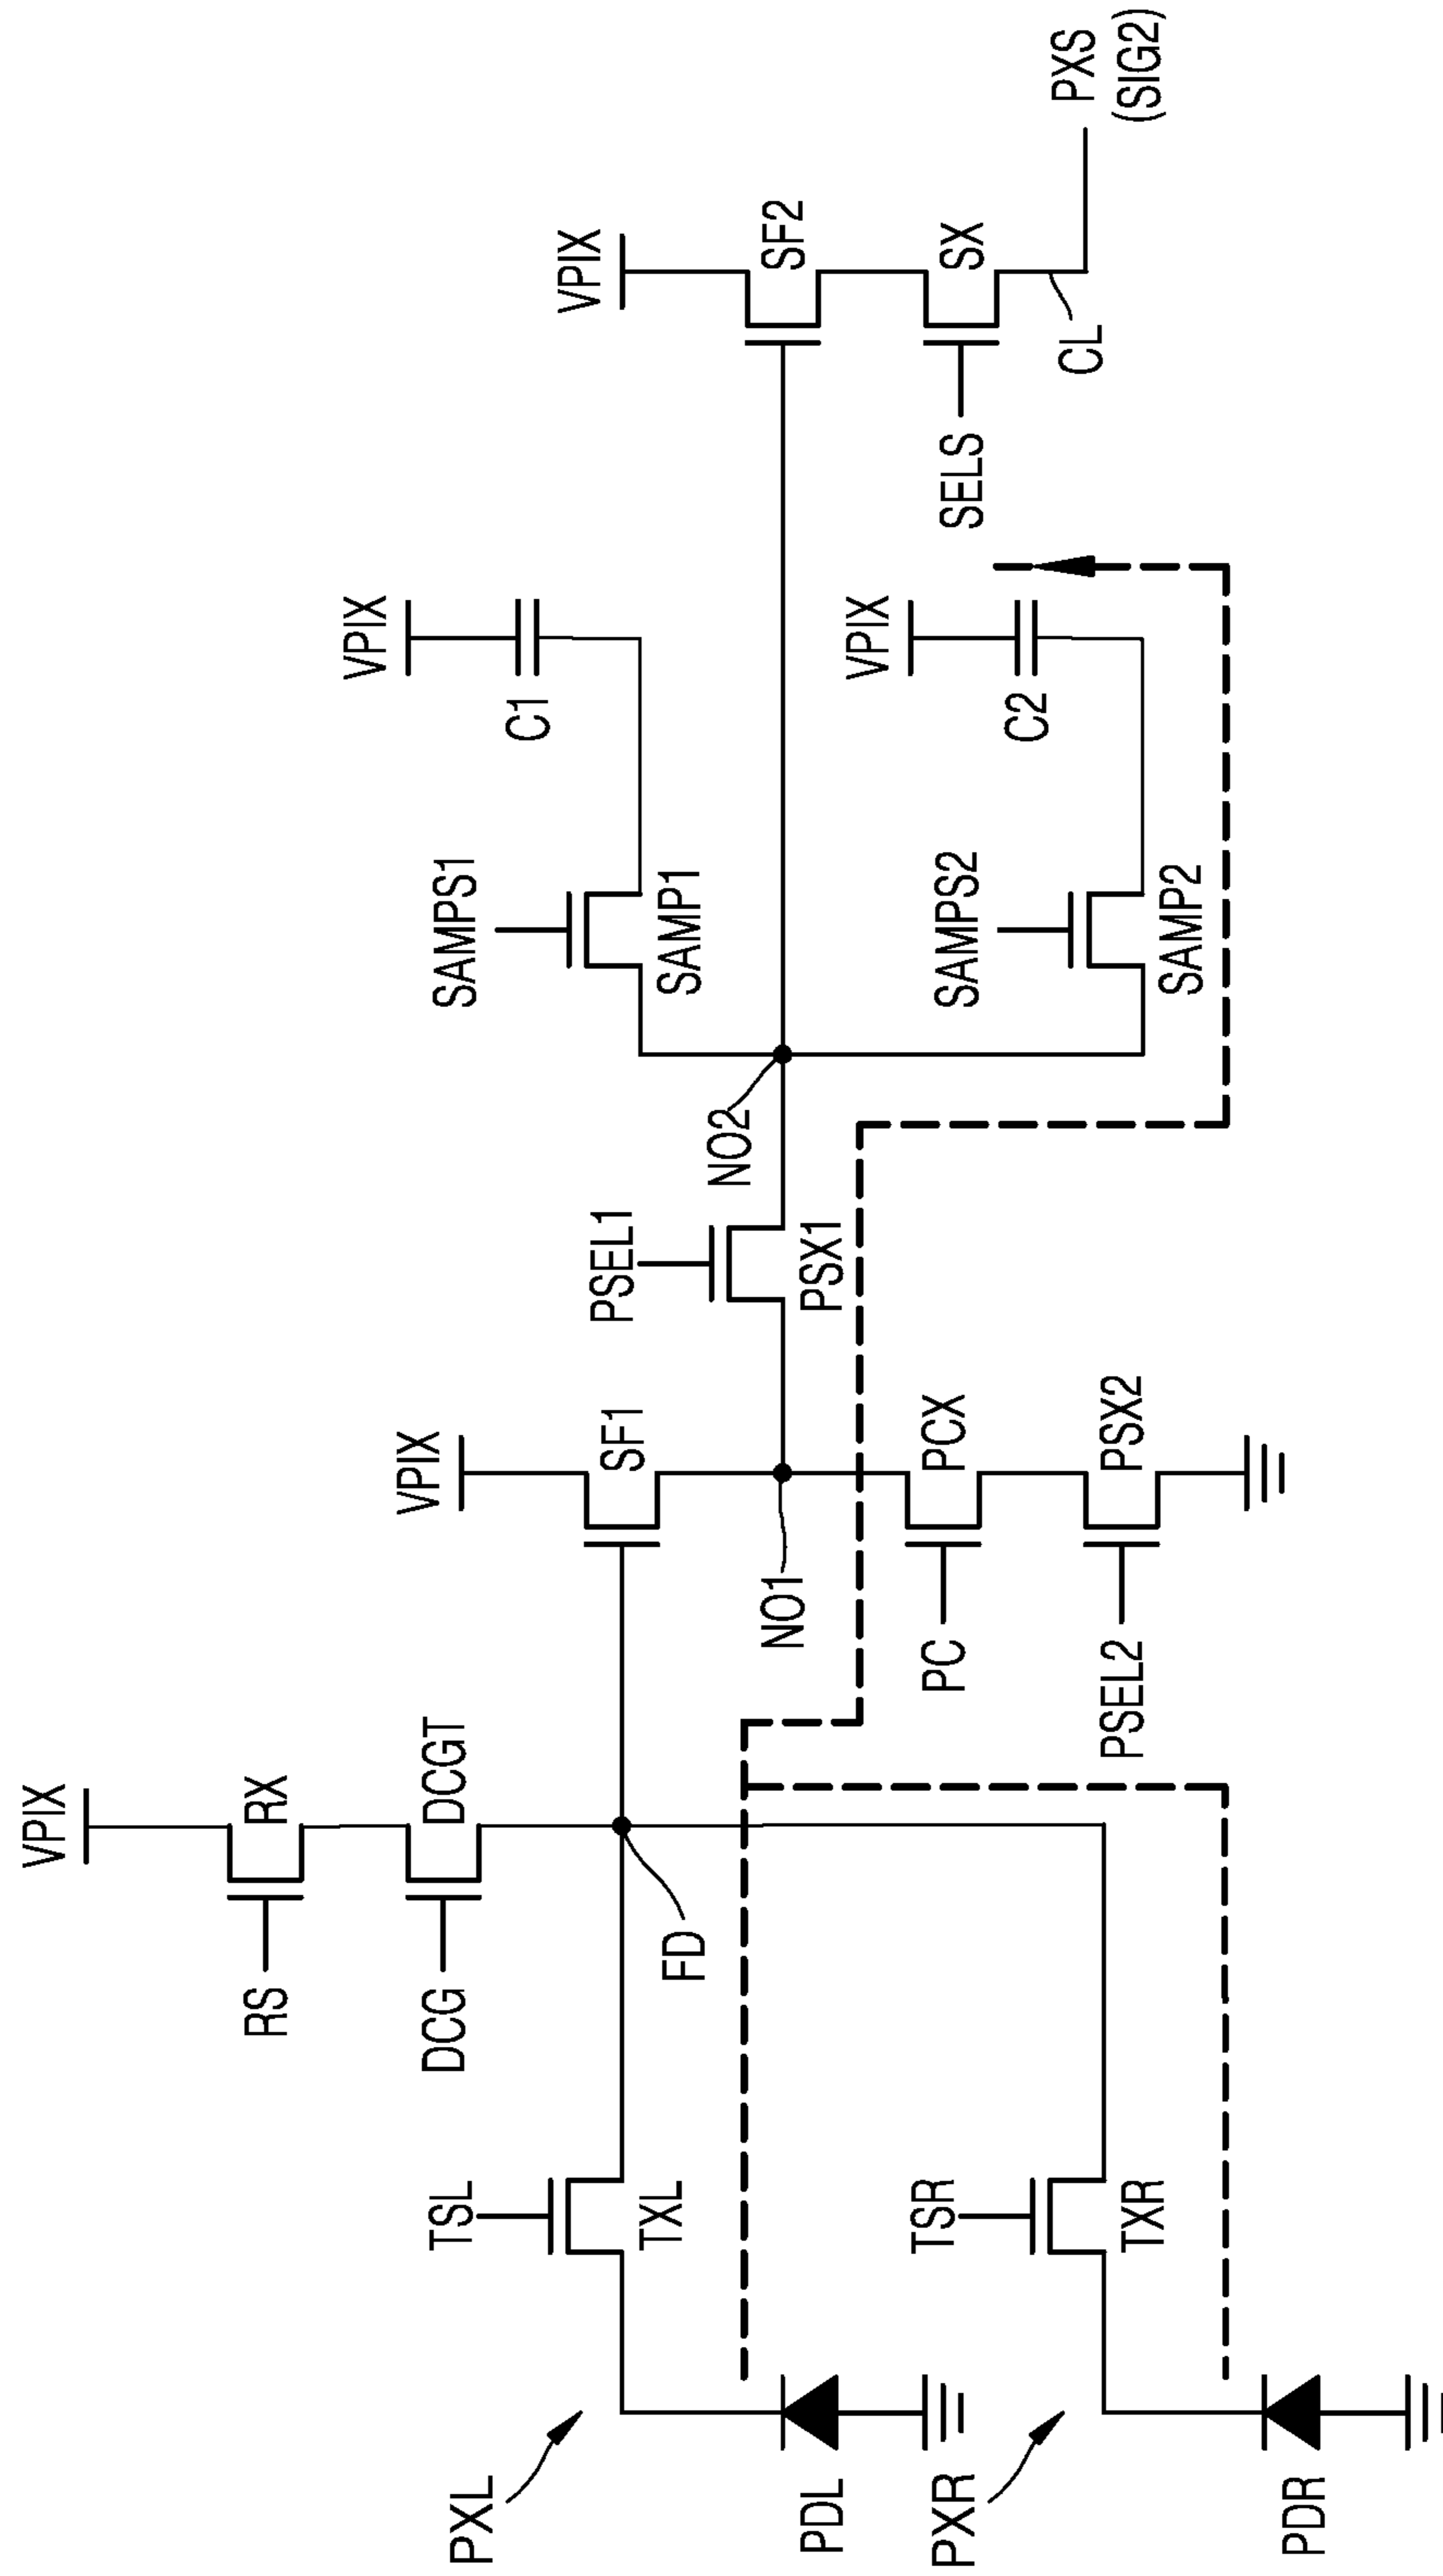 VPIX
RS
RX
DCG
DCGT
VPIX
SF1
FD
TSL
TXL
PXL
PDL
NO1
PSEL1
PSX1
NO2
SAMPS1
SAMP1
VPIX
C1
VPIX
SF2
SELS
SX
CL
PXS
(SIG2)
SAMPS2
SAMP2
VPIX
C2
PC
PCX
PSEL2
PSX2
TSR
TXR
PXR
PDR